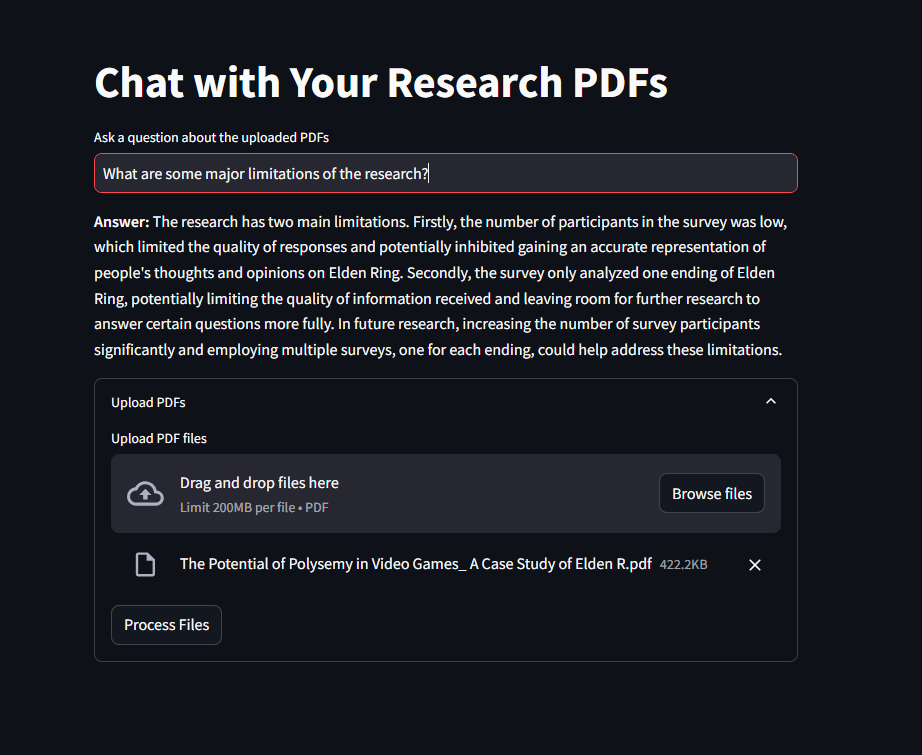 Chat with Your Research PDFs
Ask a question about the uploaded PDFs
What are some major limitations of the research?
Answer: The research has two main limitations. Firstly, the number of participants in the survey was low,
which limited the quality of responses and potentially inhibited gaining an accurate representation of
people's thoughts and opinions on Elden Ring. Secondly, the survey only analyzed one ending of Elden
Ring, potentially limiting the quality of information received and leaving room for further research to
answer certain questions more fully. In future research, increasing the number of survey participants
significantly and employing multiple surveys, one for each ending, could help address these limitations.
Upload PDFs
Upload PDF files
Drag and drop files here
Limit 200MB per file • PDF
Browse files
The Potential of Polysemy in Video Games_ A Case Study of Elden R.pdf 422.2KB
Process Files